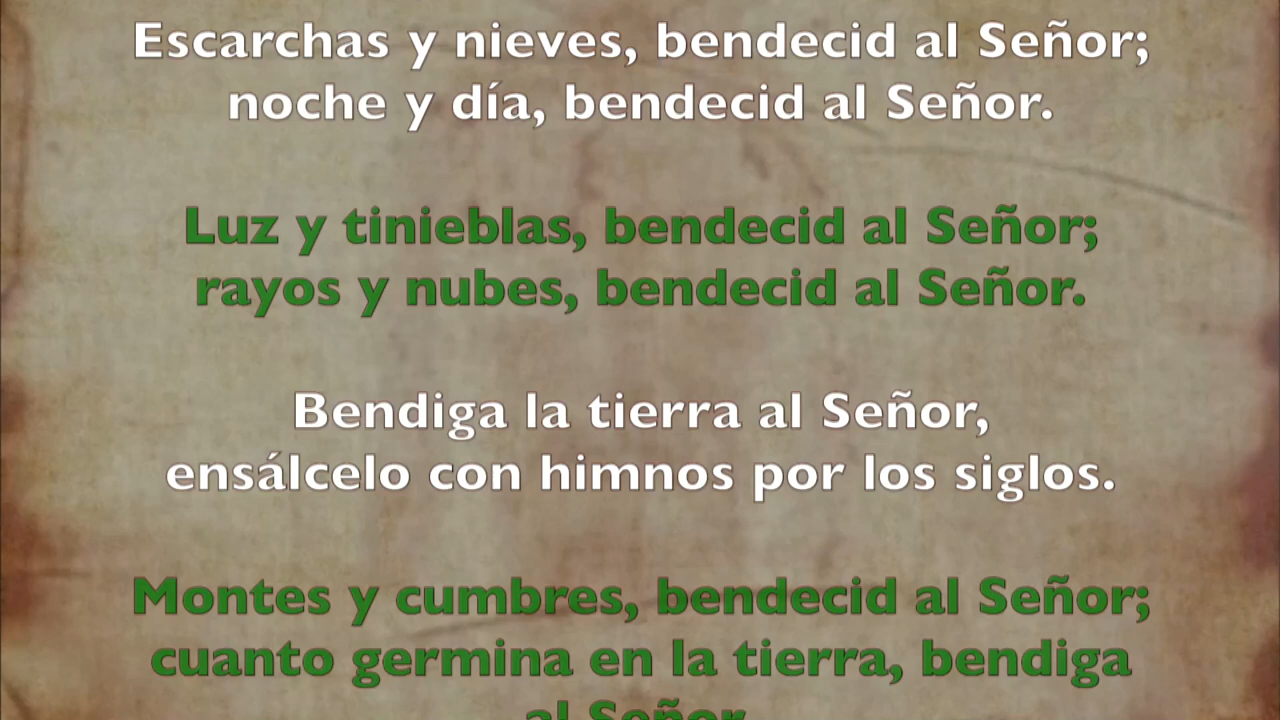 Escarchas y nieves, bendecid al Señor;
noche y día, bendecid al Señor.
Luz y tinieblas, bendecid al Señor;
rayos y nubes, bendecid al Señor.
Bendiga la tierra al Señor,
ensálcelo con himnos por los siglos.
Montes y cumbres, bendecid al Señor;
cuanto germina en la tierra, bendiga
al Señor